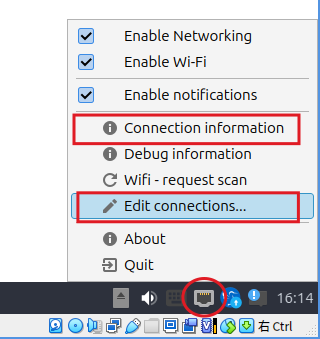 Enable Networking
Enable Wi-Fi
Enable notifications
Connection information
Debug information
Wifi - request scan
Edit connections...
About
Quit
16:14
右 Ctrl